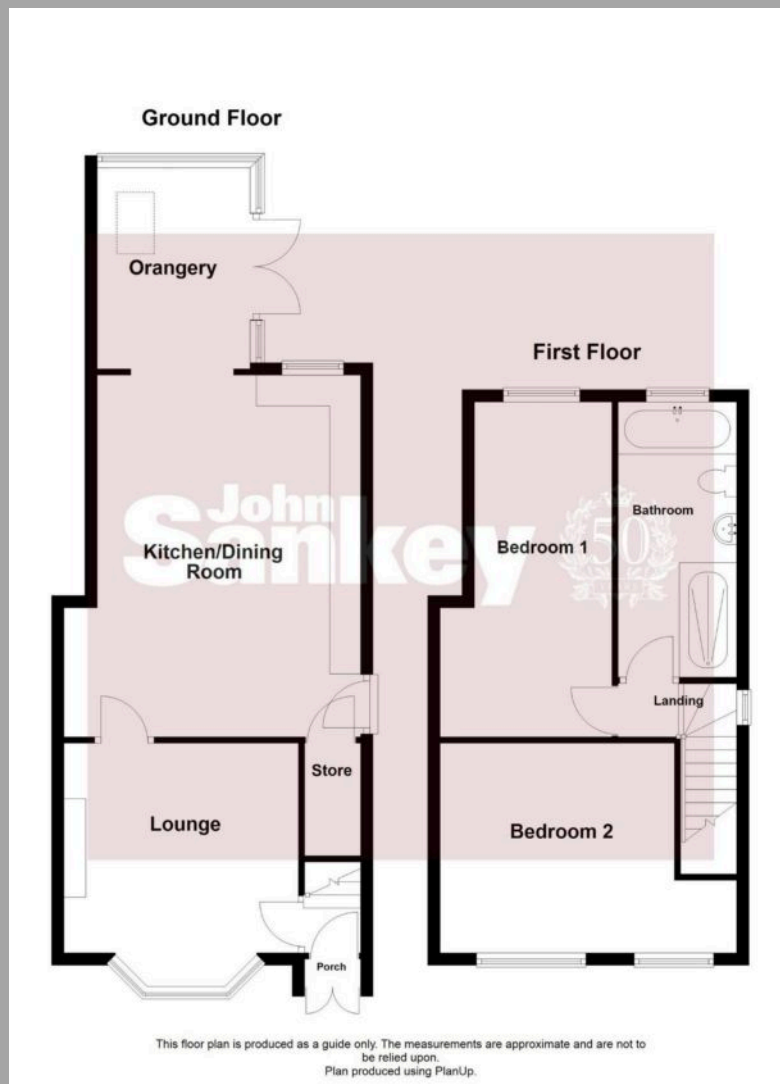 Ground Floor
Orangery
First Floor
John
Sankey
50
Kitchen/Dining
Room
Bedroom 1
Bathroom
Landing
Store
Lounge
Bedroom 2
Porch
This floor plan is produced as a guide only. The measurements are approximate and are not to
be relied upon.
Plan produced using PlanUp.